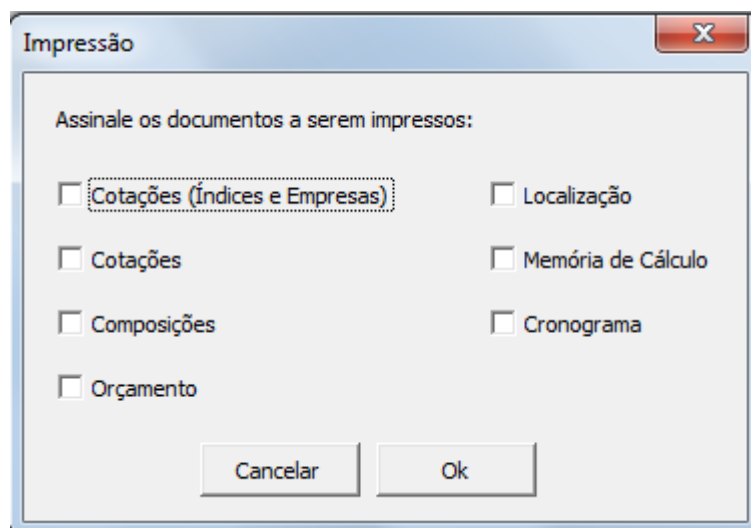 Impressão
Assinale os documentos a serem impressos:
Cotações (Índices e Empresas)
Localização
Cotações
Memória de Cálculo
Composições
Cronograma
Orçamento
Cancelar
Ok